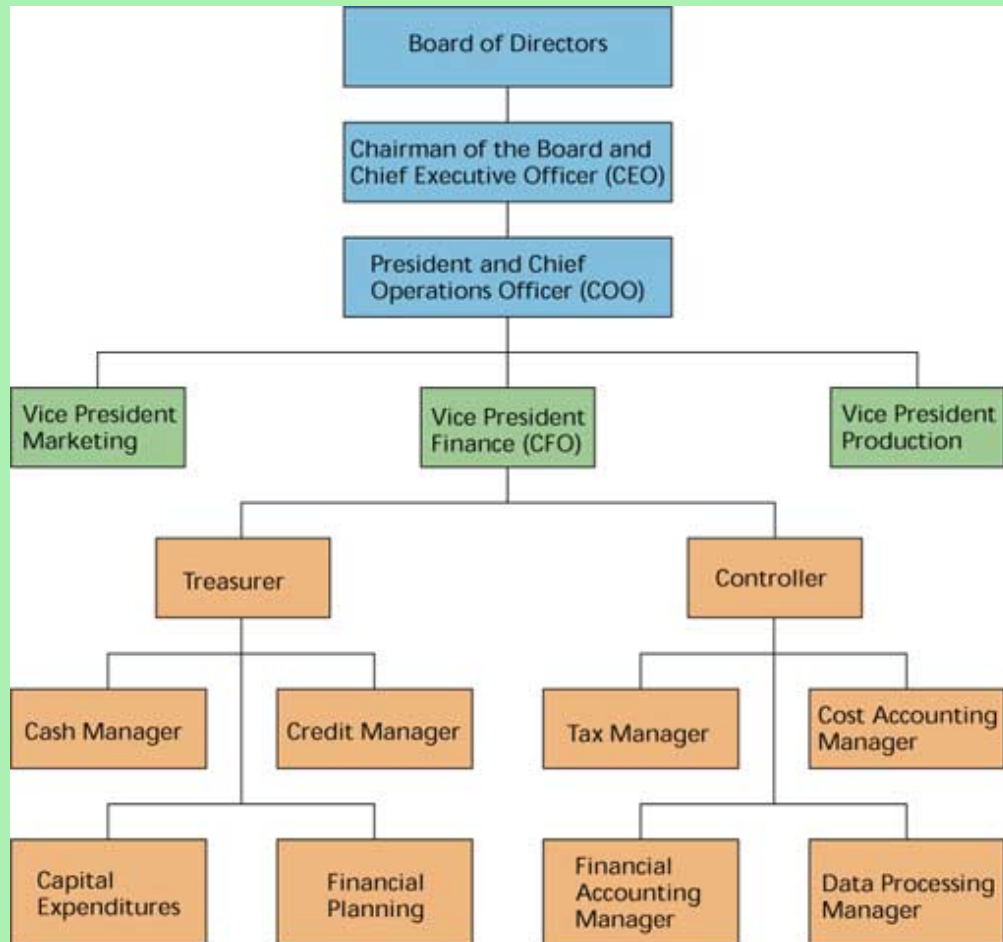 Board of Directors
Chairman of the Board and
Chief Executive Officer (CEO)
President and Chief
Operations Officer (COO)
Vice President
Marketing
Vice President
Finance (CFO)
Vice President
Production
Treasurer
Controller
Cash Manager
Credit Manager
Tax Manager
Cost Accounting
Manager
Capital
Expenditures
Financial
Planning
Financial
Accounting
Manager
Data Processing
Manager